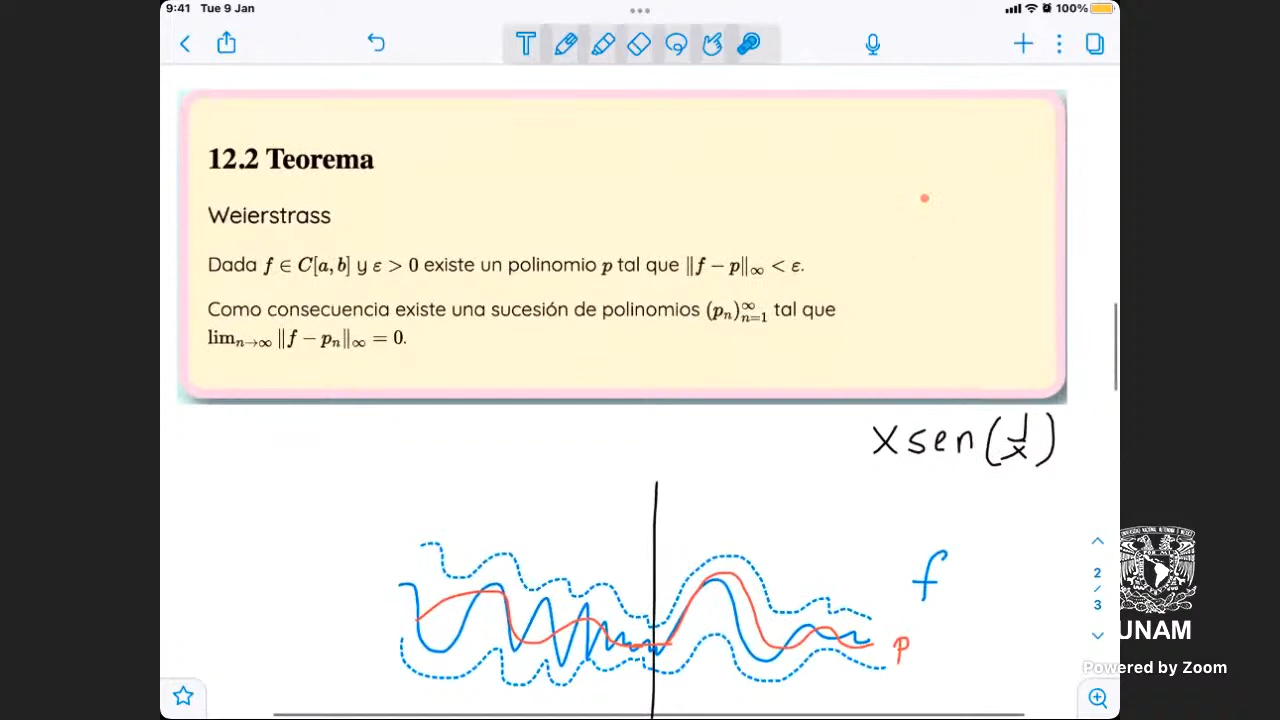 9:41 Tue 9 Jan
100%
T
12.2 Teorema
Weierstrass
Dada f ∈ C[a, b] y ε > 0 existe un polinomio p tal que ‖f − p‖∞ < ε.
Como consecuencia existe una sucesión de polinomios (pₙ)ₙ₌₁^∞ tal que
limₙ→∞ ‖f − pₙ‖∞ = 0.
x sen(1/x)
f
p
2
/
3
UNAM
Powered by Zoom